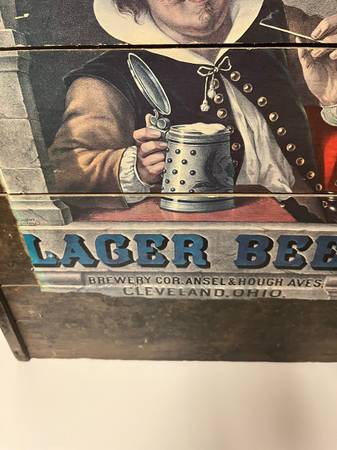 LAGER BEE
BREWERY COR. ANSEL & HOUGH AVES.
CLEVELAND, OHIO.